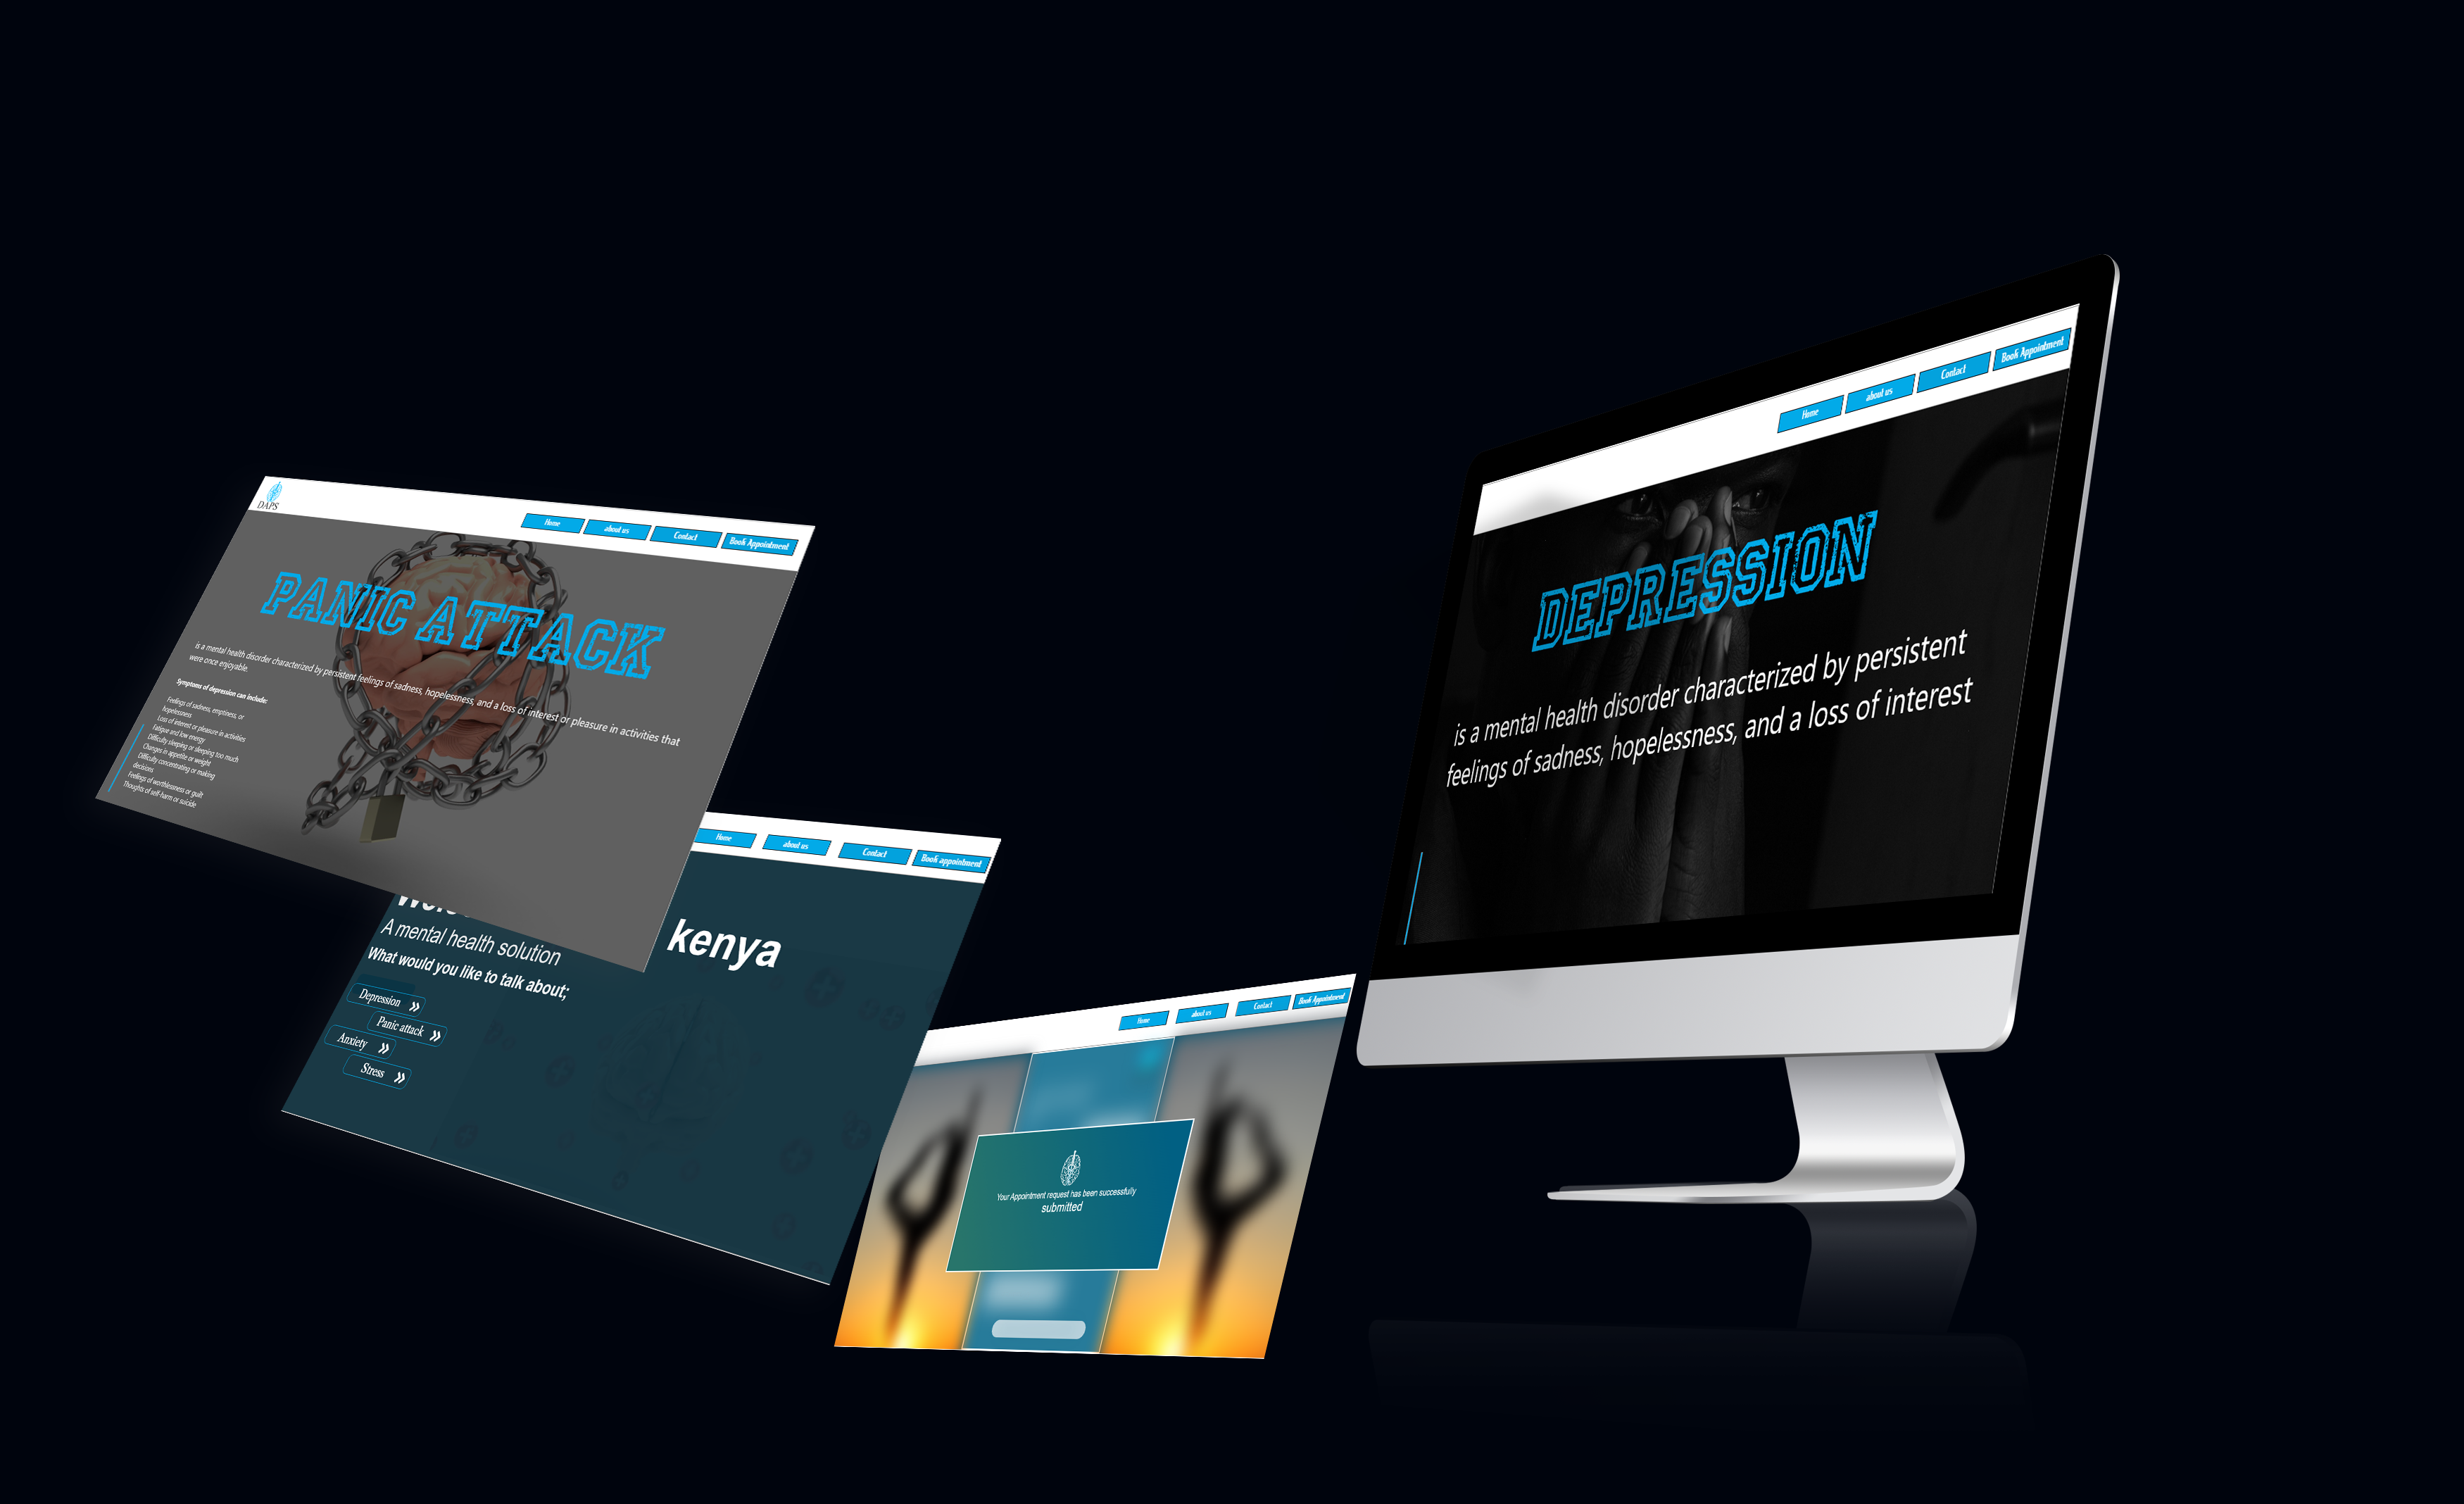 DAPS
Home
about us
Contact
Book Appointment
PANIC ATTACK
is a mental health disorder characterized by persistent feelings of sadness, hopelessness, and a loss of interest or pleasure in activities that
were once enjoyable.
Symptoms of depression can include:
Feelings of sadness, emptiness, or
hopelessness
Loss of interest or pleasure in activities
Fatigue and low energy
Difficulty sleeping or sleeping too much
Changes in appetite or weight
Difficulty concentrating or making
decisions
Feelings of worthlessness or guilt
Thoughts of self-harm or suicide
Home
about us
Contact
Book appointment
kenya
A mental health solution
What would you like to talk about;
Depression »
Panic attack »
Anxiety »
Stress »
Home
about us
Contact
Book Appointment
Your Appointment request has been successfully
submitted
Home
about us
Contact
Book Appointment
DEPRESSION
is a mental health disorder characterized by persistent
feelings of sadness, hopelessness, and a loss of interest